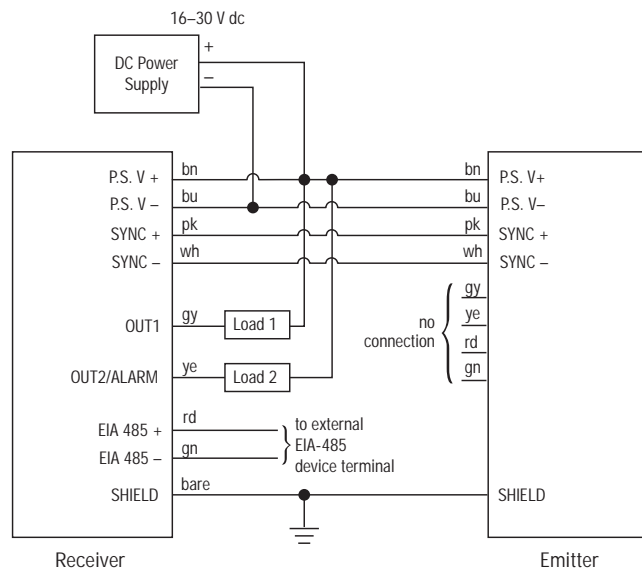 16–30 V dc
DC Power
Supply
+
–
P.S. V +
bn
bn
P.S. V+
P.S. V –
bu
bu
P.S. V–
SYNC +
pk
pk
SYNC +
SYNC –
wh
wh
SYNC –
OUT1
gy
Load 1
OUT2/ALARM
ye
Load 2
no
connection
gy
ye
rd
gn
EIA 485 +
rd
EIA 485 –
gn
to external
EIA-485
device terminal
SHIELD
bare
SHIELD
Receiver
Emitter